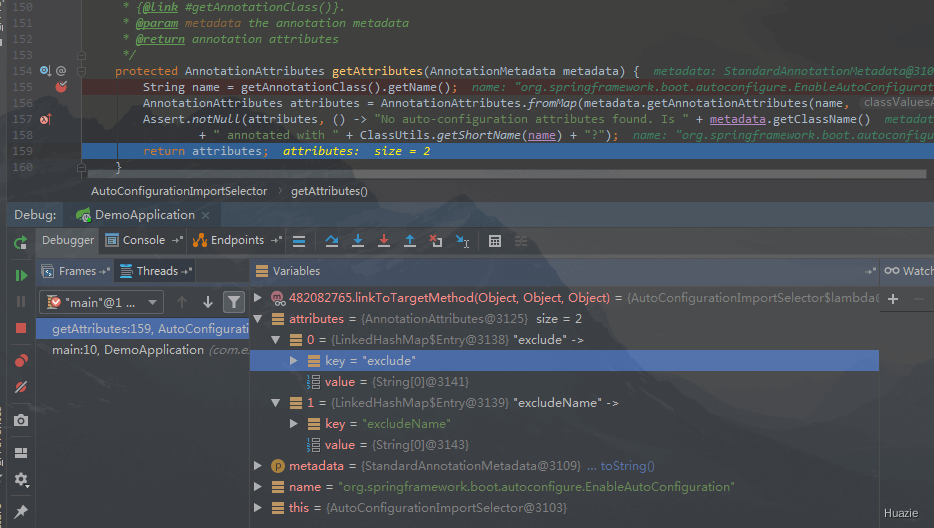 150 * {@link #getAnnotationClass()}.
151 * @param metadata the annotation metadata
152 * @return annotation attributes
153 */
154 protected AnnotationAttributes getAttributes(AnnotationMetadata metadata) { metadata: StandardAnnotationMetadata@3109
155 String name = getAnnotationClass().getName(); name: "org.springframework.boot.autoconfigure.EnableAutoConfigurat
156 AnnotationAttributes attributes = AnnotationAttributes.fromMap(metadata.getAnnotationAttributes(name, classValuesA
157 Assert.notNull(attributes, () -> "No auto-configuration attributes found. Is " + metadata.getClassName() metadat
158 + " annotated with " + ClassUtils.getShortName(name) + "?"); name: "org.springframework.boot.autoconfigu
159 return attributes; attributes: size = 2
160 }
AutoConfigurationImportSelector > getAttributes()
Debug: DemoApplication ×
Debugger Console Endpoints
Frames Threads Variables Watch
"main"@1 ...
482082765.linkToTargetMethod(Object, Object, Object) = {AutoConfigurationImportSelector$lambda(
getAttributes:159, AutoConfigurati
attributes = {AnnotationAttributes@3125} size = 2
main:10, DemoApplication (com.e
0 = {LinkedHashMap$Entry@3138} "exclude" ->
key = "exclude"
value = {String[0]@3141}
1 = {LinkedHashMap$Entry@3139} "excludeName" ->
key = "excludeName"
value = {String[0]@3143}
metadata = {StandardAnnotationMetadata@3109} ... toString()
name = "org.springframework.boot.autoconfigure.EnableAutoConfiguration"
this = {AutoConfigurationImportSelector@3103}
Huazie